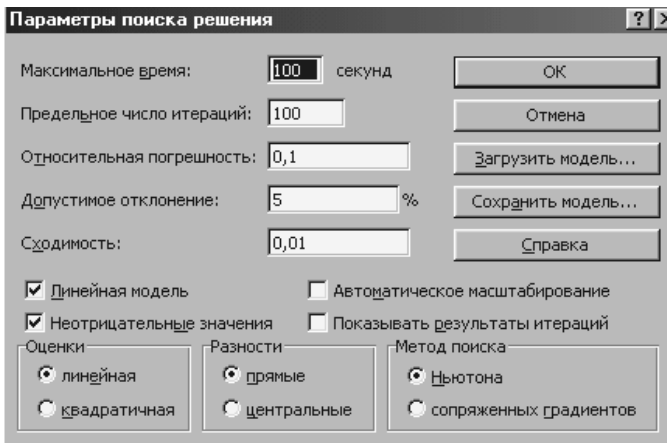 Параметры поиска решения
Максимальное время: 100 секунд
ОК
Предельное число итераций: 100
Отмена
Относительная погрешность: 0,1
Загрузить модель...
Допустимое отклонение: 5 %
Сохранить модель...
Сходимость: 0,01
Справка
Линейная модель
Автоматическое масштабирование
Неотрицательные значения
Показывать результаты итераций
Оценки
линейная
квадратичная
Разности
прямые
центральные
Метод поиска
Ньютона
сопряженных градиентов